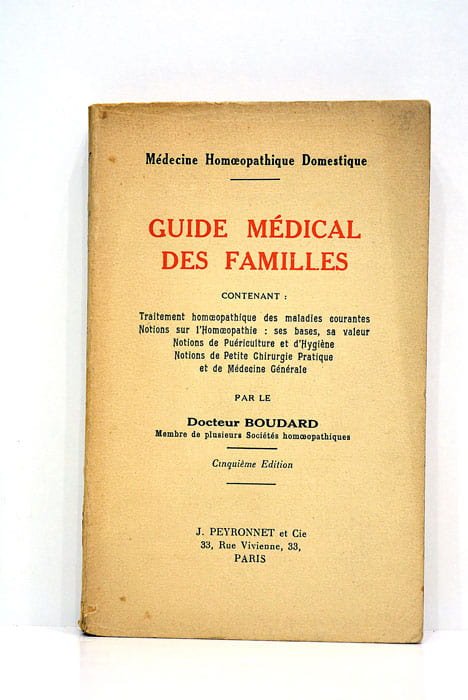 Médecine Homœopathique Domestique
GUIDE MÉDICAL
DES FAMILLES
CONTENANT :
Traitement homœopathique des maladies courantes
Notions sur l'Homœopathie : ses bases, sa valeur
Notions de Puériculture et d'Hygiène
Notions de Petite Chirurgie Pratique
et de Médecine Générale
PAR LE
Docteur BOUDARD
Membre de plusieurs Sociétés homœopathiques
Cinquième Edition
J. PEYRONNET et Cie
33, Rue Vivienne, 33,
PARIS